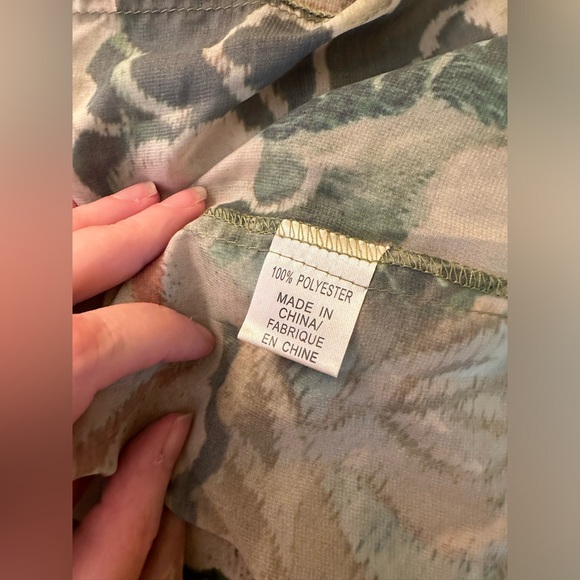 100% POLYESTER
MADE IN
CHINA/
FABRIQUE
EN CHINE